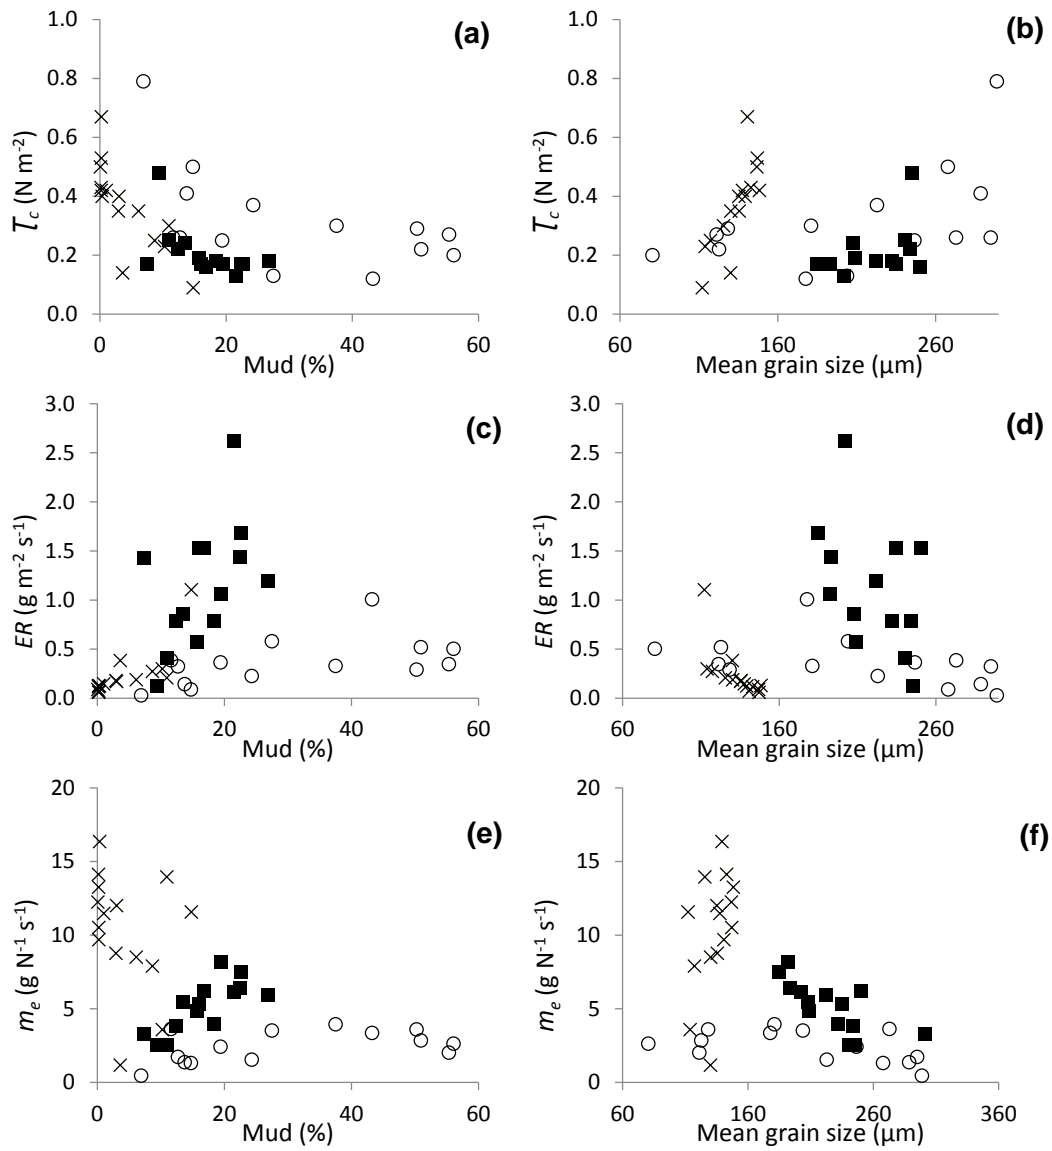 (a)
1.0
0.8
0.6
0.4
0.2
0.0
τc (N m-2)
0 20 40 60
Mud (%)
(b)
1.0
0.8
0.6
0.4
0.2
0.0
τc (N m-2)
60 160 260
Mean grain size (μm)
(c)
3.0
2.5
2.0
1.5
1.0
0.5
0.0
ER (g m-2 s-1)
0 20 40 60
Mud (%)
(d)
3.0
2.5
2.0
1.5
1.0
0.5
0.0
ER (g m-2 s-1)
60 160 260
Mean grain size (μm)
(e)
20
15
10
5
0
me (g N-1 s-1)
0 20 40 60
Mud (%)
(f)
20
15
10
5
0
me (g N-1 s-1)
60 160 260 360
Mean grain size (μm)